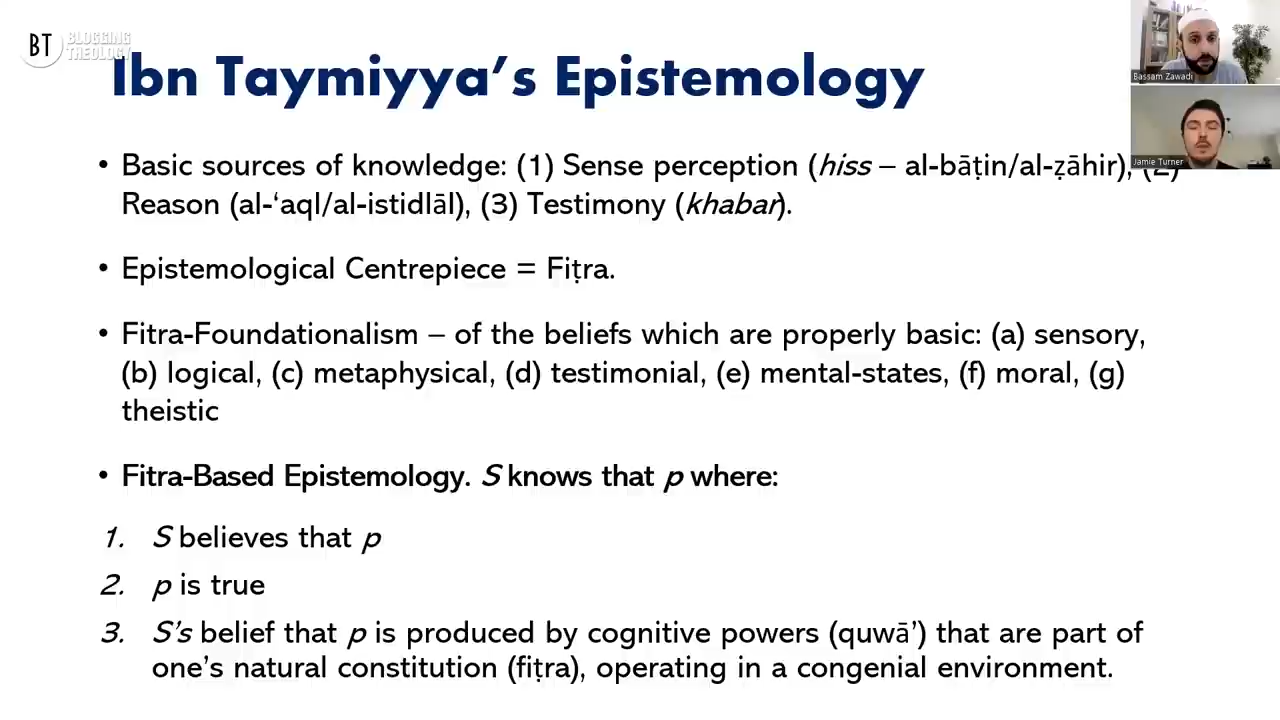 BT BLOGGING
THEOLOGY
Ibn Taymiyya’s Epistemology
Bassam Zawadi
Jamie Turner
• Basic sources of knowledge: (1) Sense perception (hiss – al-bāṭin/al-ẓāhir), (2)
Reason (al-‘aql/al-istidlāl), (3) Testimony (khabar).
• Epistemological Centrepiece = Fiṭra.
• Fitra-Foundationalism – of the beliefs which are properly basic: (a) sensory,
(b) logical, (c) metaphysical, (d) testimonial, (e) mental-states, (f) moral, (g)
theistic
• Fitra-Based Epistemology. S knows that p where:
1. S believes that p
2. p is true
3. S’s belief that p is produced by cognitive powers (quwā’) that are part of
one’s natural constitution (fiṭra), operating in a congenial environment.